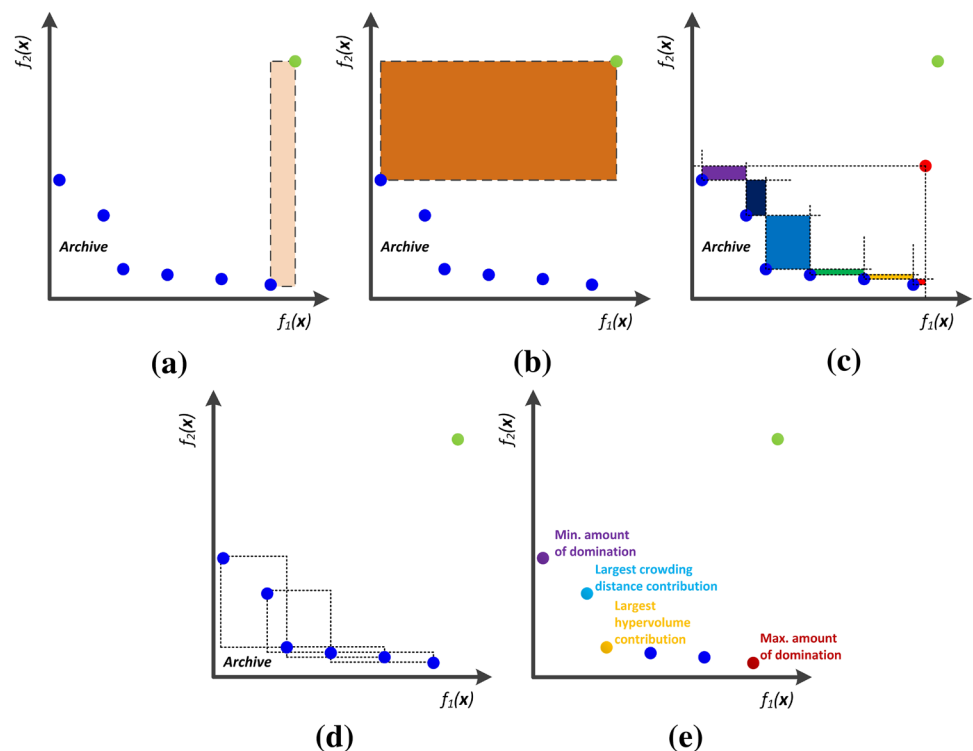 f₂(x)
Archive
f₁(x)
(a)
f₂(x)
f₁(x)
(b)
f₂(x)
Archive
f₁(x)
(c)
f₂(x)
Archive
f₁(x)
(d)
f₂(x)
Min. amount
of domination
Largest crowding
distance contribution
Largest
hypervolume
contribution
Max. amount
of domination
f₁(x)
(e)